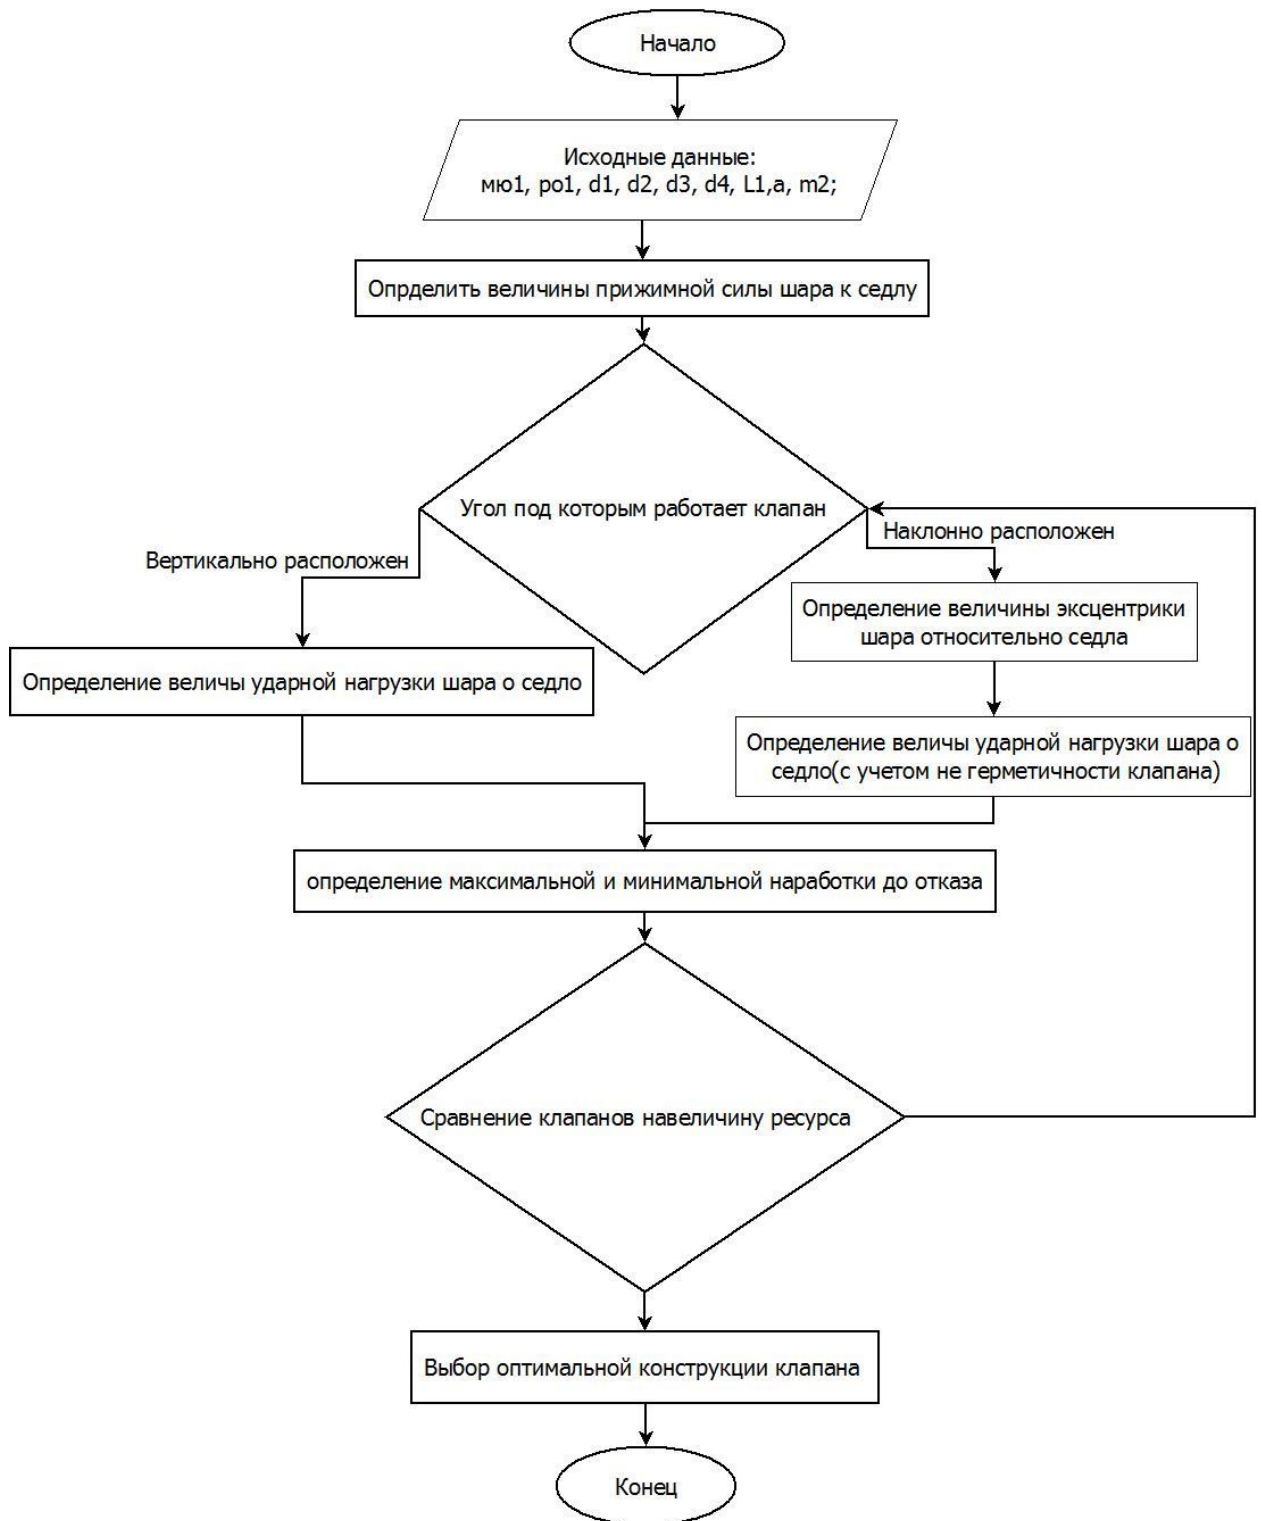 Начало
Исходные данные:
мю1, ро1, d1, d2, d3, d4, L1,a, m2;
Опрделить величины прижимной силы шара к седлу
Угол под которым работает клапан
Вертикально расположен
Наклонно расположен
Определение величины эксцентрики
шара относительно седла
Определение величы ударной нагрузки шара о седло
Определение величы ударной нагрузки шара о
седло(с учетом не герметичности клапана)
определение максимальной и минимальной наработки до отказа
Сравнение клапанов навеличину ресурса
Выбор оптимальной конструкции клапана
Конец